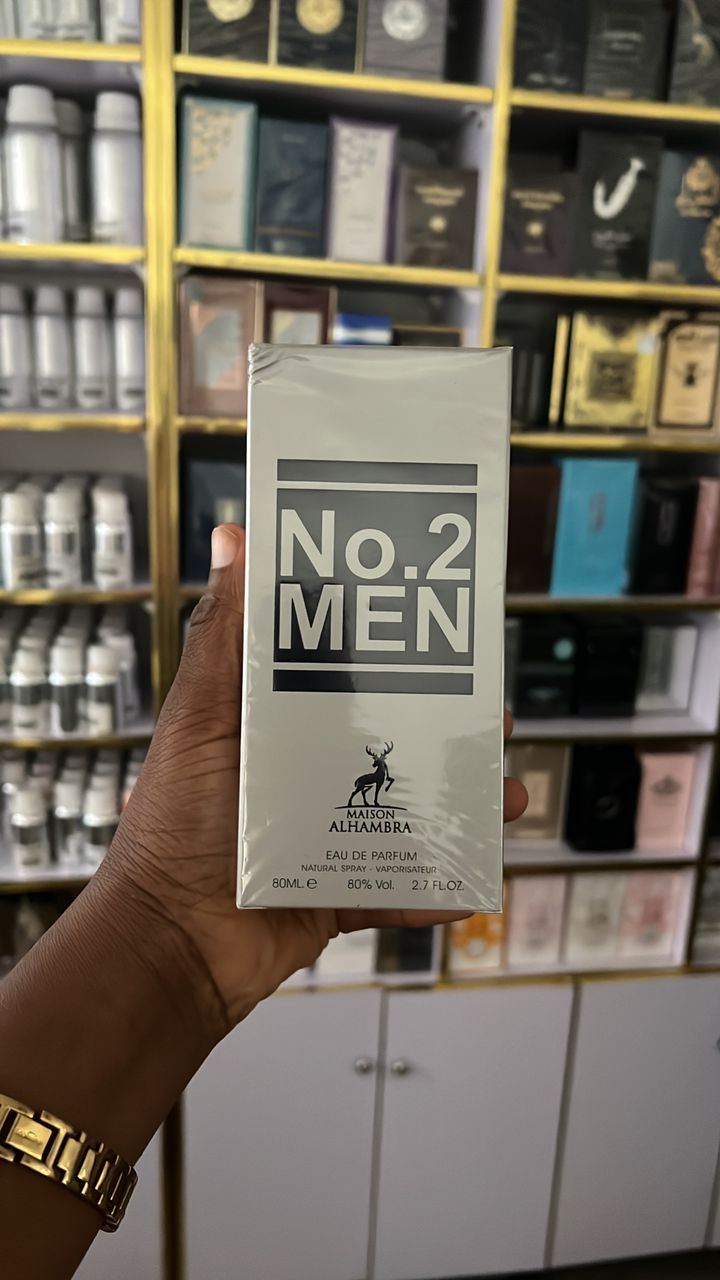 No.2
MEN
MAISON
ALHAMBRA
EAU DE PARFUM
NATURAL SPRAY - VAPORISATEUR
80ML. ℮ 80% Vol. 2.7 FL.OZ.